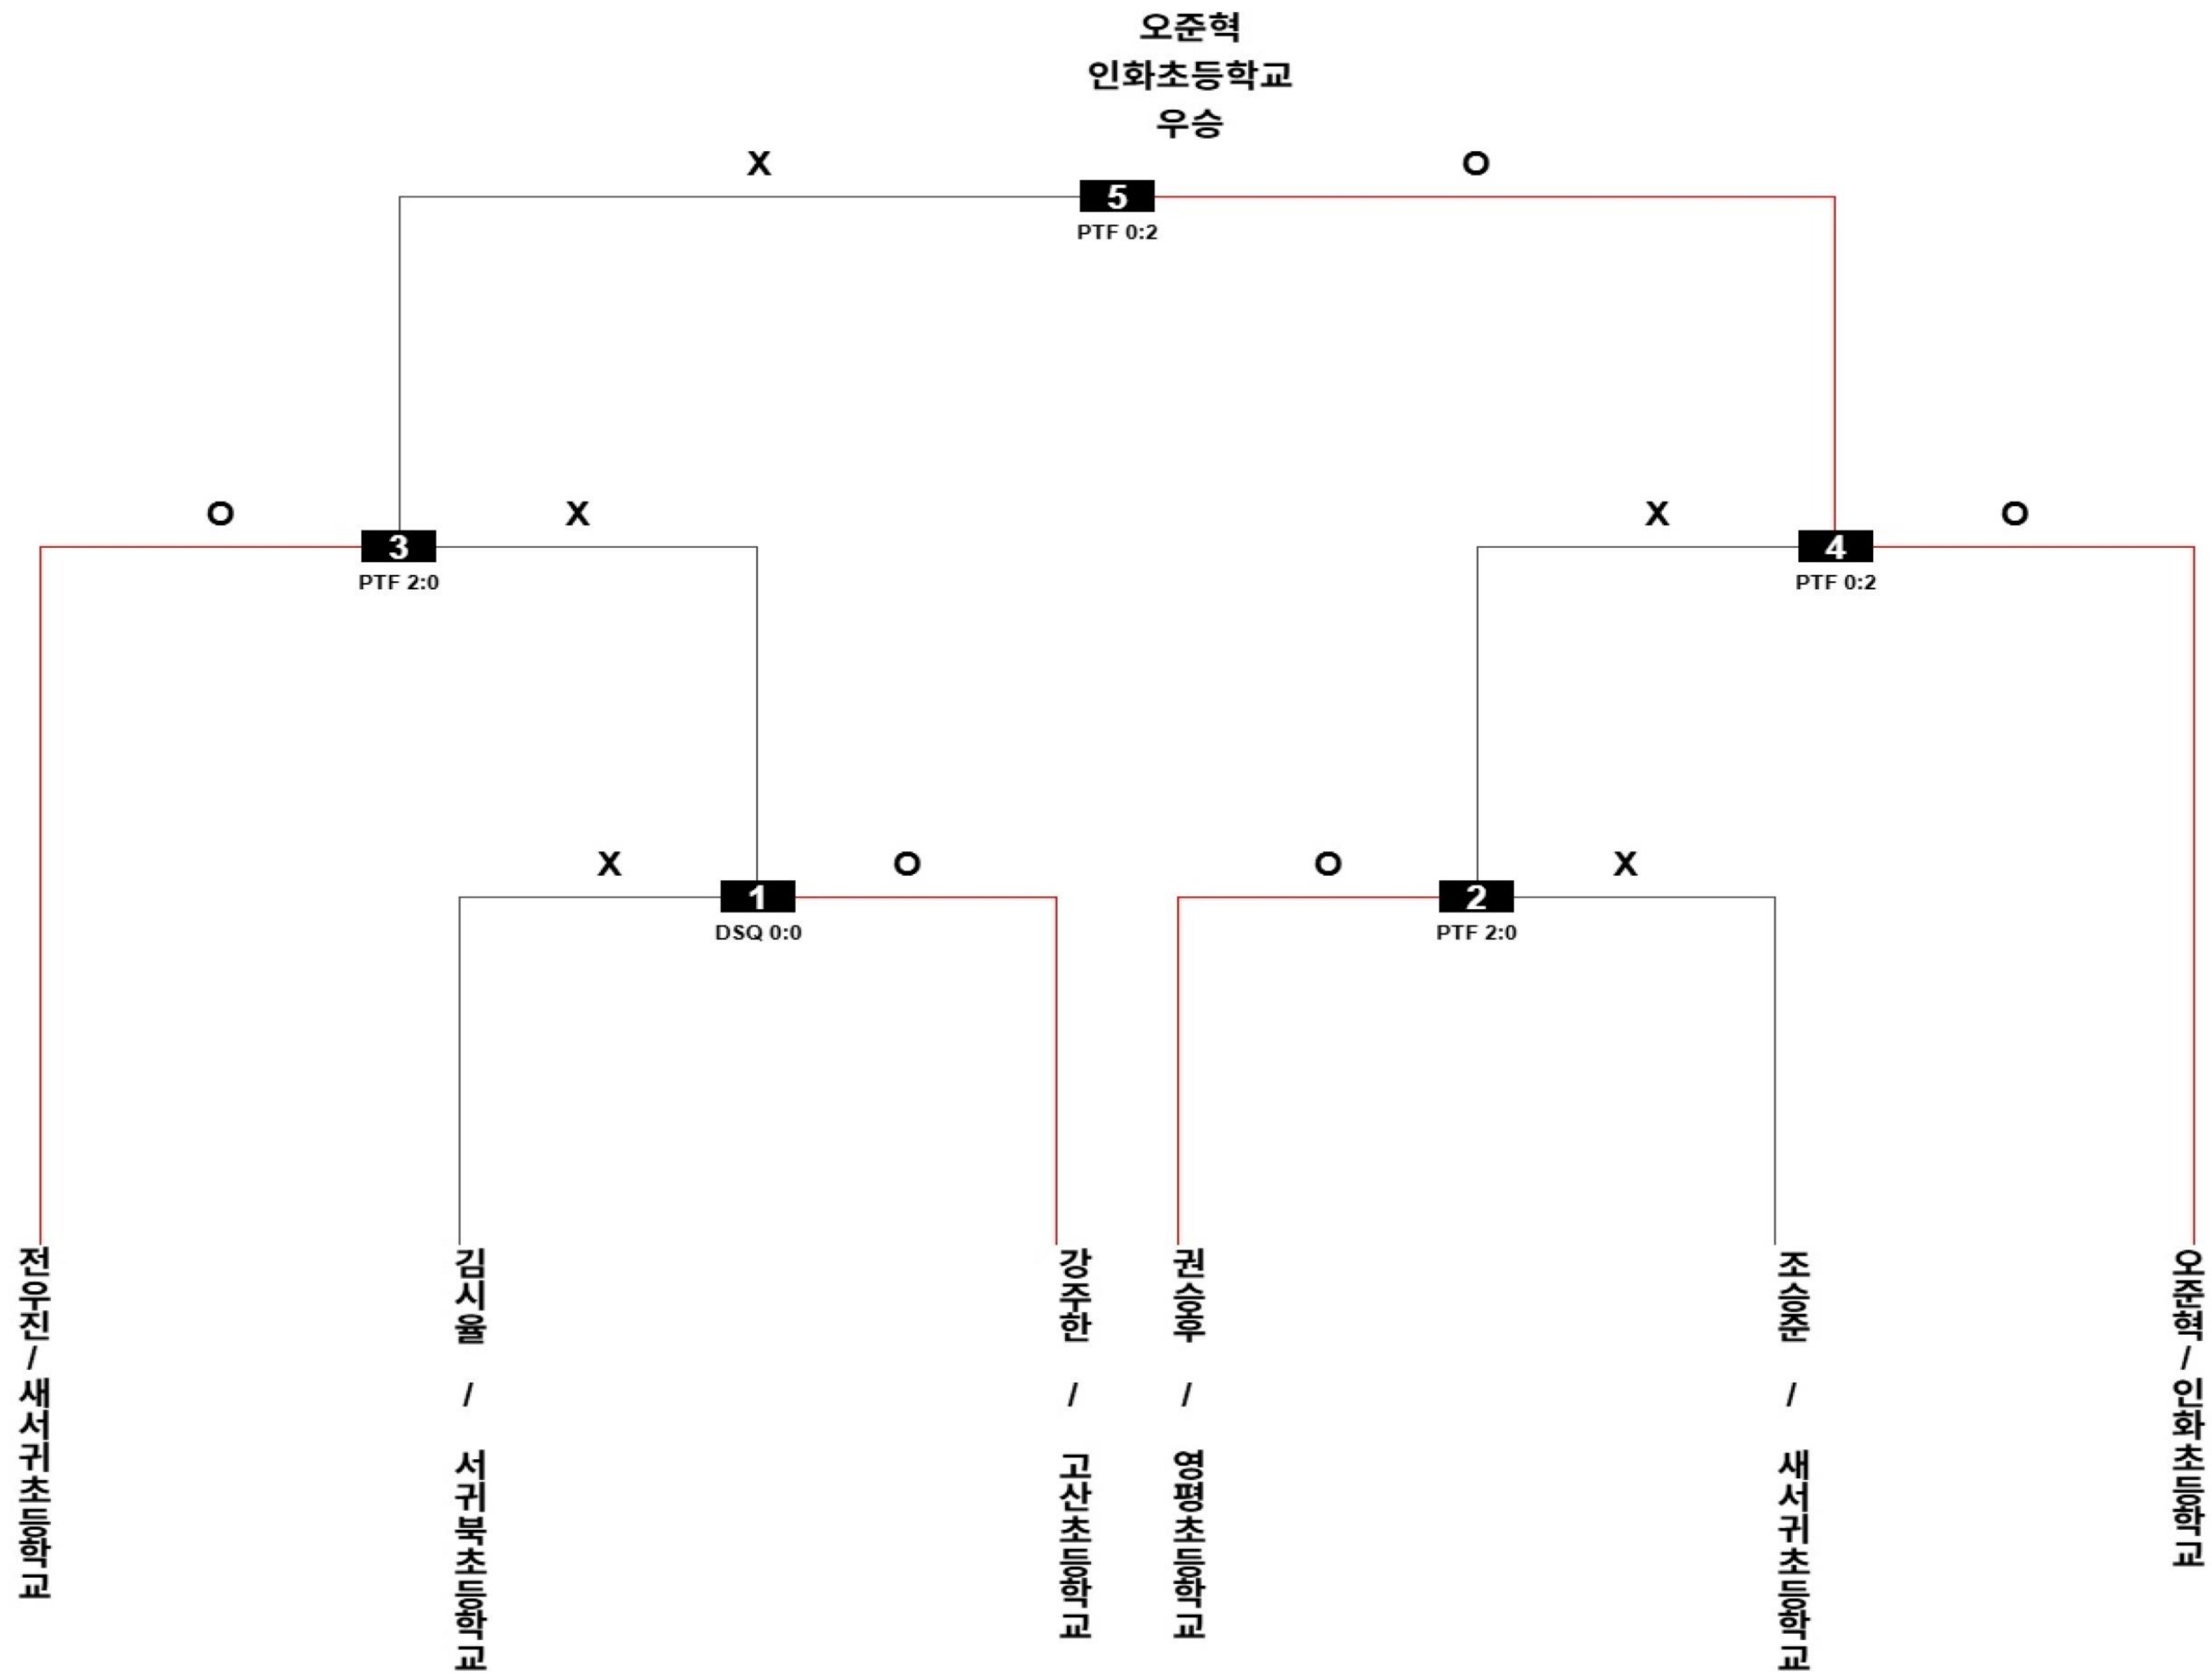 오준혁
인화초등학교
우승
X
O
5
PTF 0:2
O
X
3
PTF 2:0
X
O
4
PTF 0:2
X
O
1
DSQ 0:0
O
X
2
PTF 2:0
전우진/새서귀초등학교
김시율 / 서귀북초등학교
강주한 / 고산초등학교
권승후 / 영평초등학교
조승준 / 새서귀초등학교
오준혁/인화초등학교